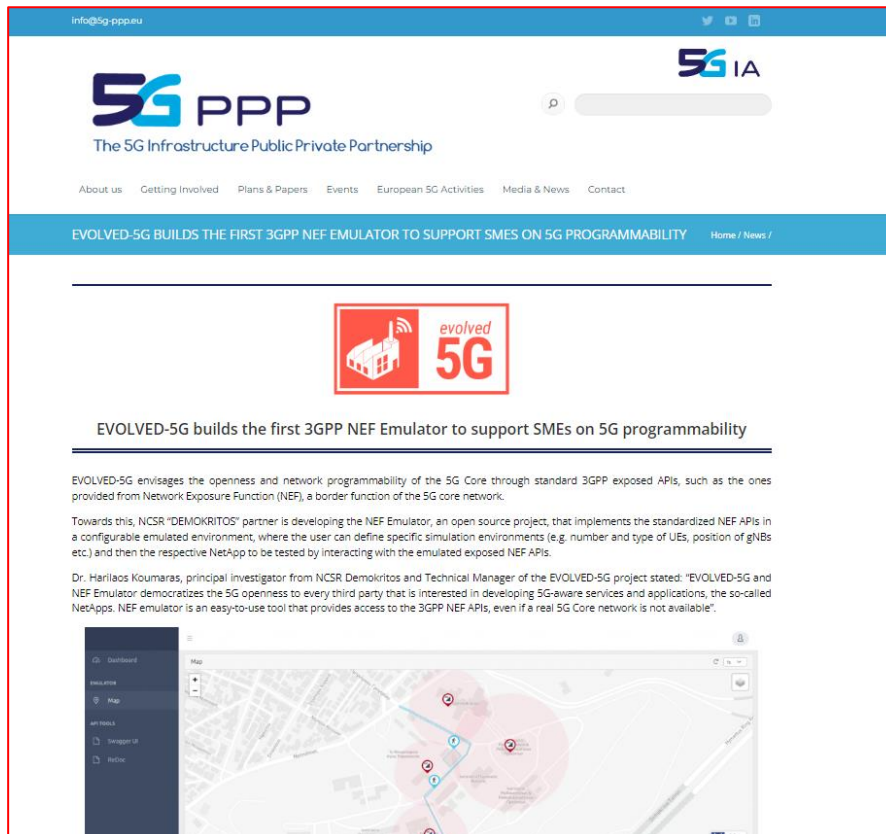 info@5g-ppp.eu
5G IA
5G PPP
The 5G Infrastructure Public Private Partnership
About us Getting Involved Plans & Papers Events European 5G Activities Media & News Contact
EVOLVED-5G BUILDS THE FIRST 3GPP NEF EMULATOR TO SUPPORT SMES ON 5G PROGRAMMABILITY Home / News /
evolved
5G
EVOLVED-5G builds the first 3GPP NEF Emulator to support SMEs on 5G programmability
EVOLVED-5G envisages the openness and network programmability of the 5G Core through standard 3GPP exposed APIs, such as the ones
provided from Network Exposure Function (NEF), a border function of the 5G core network.
Towards this, NCSR “DEMOKRITOS” partner is developing the NEF Emulator, an open source project, that implements the standardized NEF APIs in
a configurable emulated environment, where the user can define specific simulation environments (e.g. number and type of UEs, position of gNBs
etc.) and then the respective NetApp to be tested by interacting with the emulated exposed NEF APIs.
Dr. Harilaos Koumaras, principal investigator from NCSR Demokritos and Technical Manager of the EVOLVED-5G project stated: “EVOLVED-5G and
NEF Emulator democratizes the 5G openness to every third party that is interested in developing 5G-aware services and applications, the so-called
NetApps. NEF emulator is an easy-to-use tool that provides access to the 3GPP NEF APIs, even if a real 5G Core network is not available”.
Dashboard
Map
EMULATOR
Map
API TOOLS
Swagger UI
ReDoc